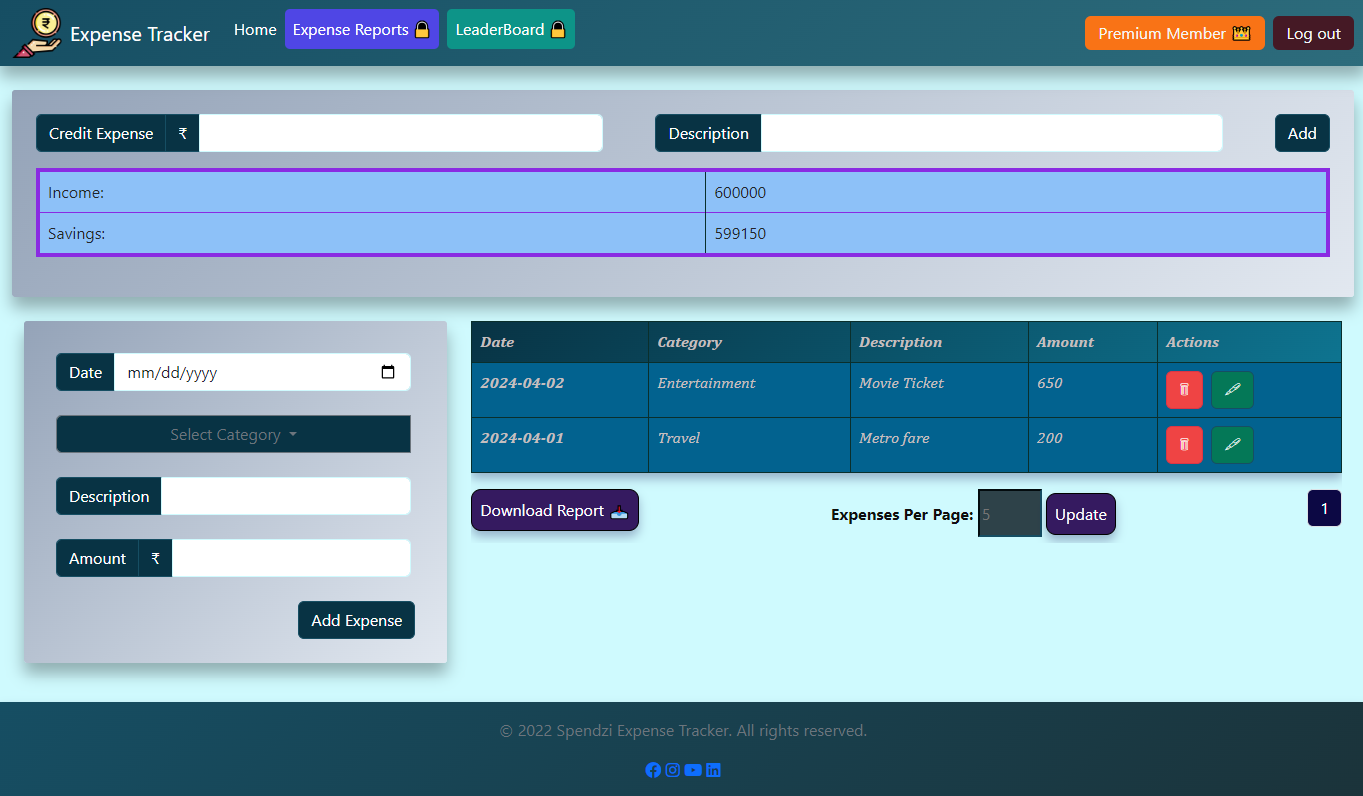 Expense Tracker Home Expense Reports LeaderBoard Premium Member Log out
Credit Expense ₹ Description Add
Income: 600000
Savings: 599150
Date mm/dd/yyyy
Select Category
Description
Amount ₹
Add Expense
Date Category Description Amount Actions
2024-04-02 Entertainment Movie Ticket 650
2024-04-01 Travel Metro fare 200
Download Report Expenses Per Page: 5 Update 1
© 2022 Spendzi Expense Tracker. All rights reserved.